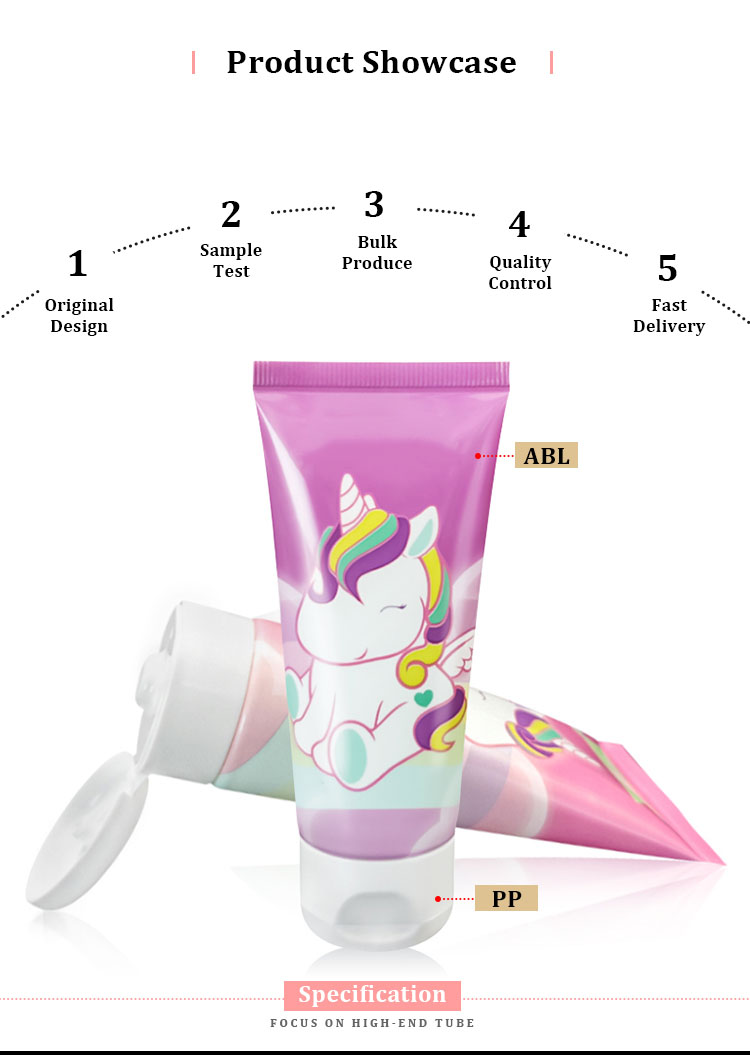 Product Showcase
1
Original
Design
2
Sample
Test
3
Bulk
Produce
4
Quality
Control
5
Fast
Delivery
ABL
PP
Specification
FOCUS ON HIGH-END TUBE